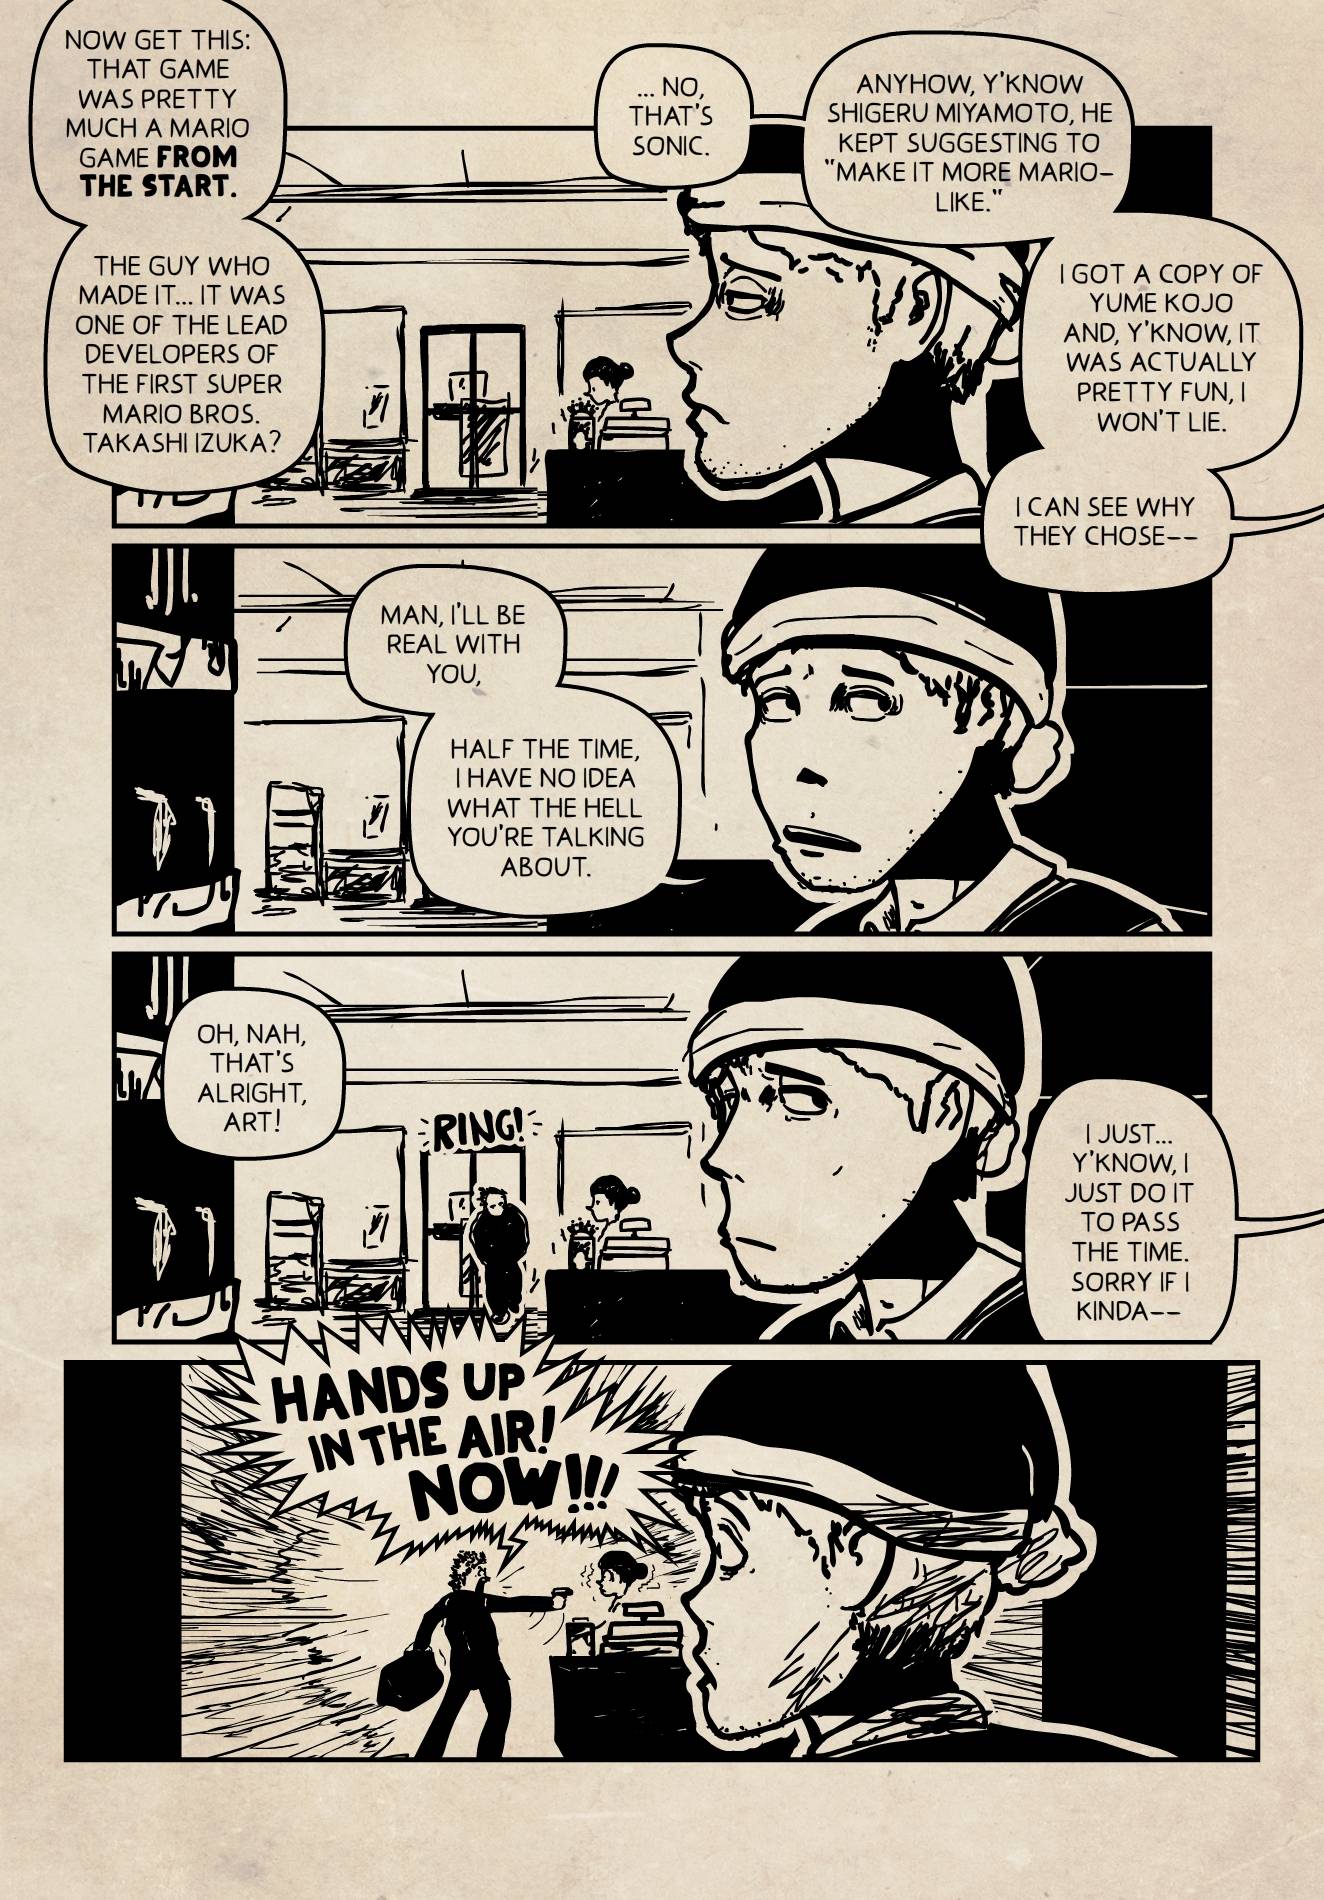 NOW GET THIS:
THAT GAME
WAS PRETTY
MUCH A MARIO
GAME FROM
THE START.
THE GUY WHO
MADE IT... IT WAS
ONE OF THE LEAD
DEVELOPERS OF
THE FIRST SUPER
MARIO BROS.
TAKASHI IZUKA?
... NO,
THAT'S
SONIC.
ANYHOW, Y'KNOW
SHIGERU MIYAMOTO, HE
KEPT SUGGESTING TO
"MAKE IT MORE MARIO-
LIKE."
I GOT A COPY OF
YUME KOJO
AND, Y'KNOW, IT
WAS ACTUALLY
PRETTY FUN, I
WON'T LIE.
I CAN SEE WHY
THEY CHOSE--
MAN, I'LL BE
REAL WITH
YOU,
HALF THE TIME,
I HAVE NO IDEA
WHAT THE HELL
YOU'RE TALKING
ABOUT.
OH, NAH,
THAT'S
ALRIGHT,
ART!
RING!
I JUST...
Y'KNOW, I
JUST DO IT
TO PASS
THE TIME.
SORRY IF I
KINDA--
HANDS UP
IN THE AIR!
NOW!!!